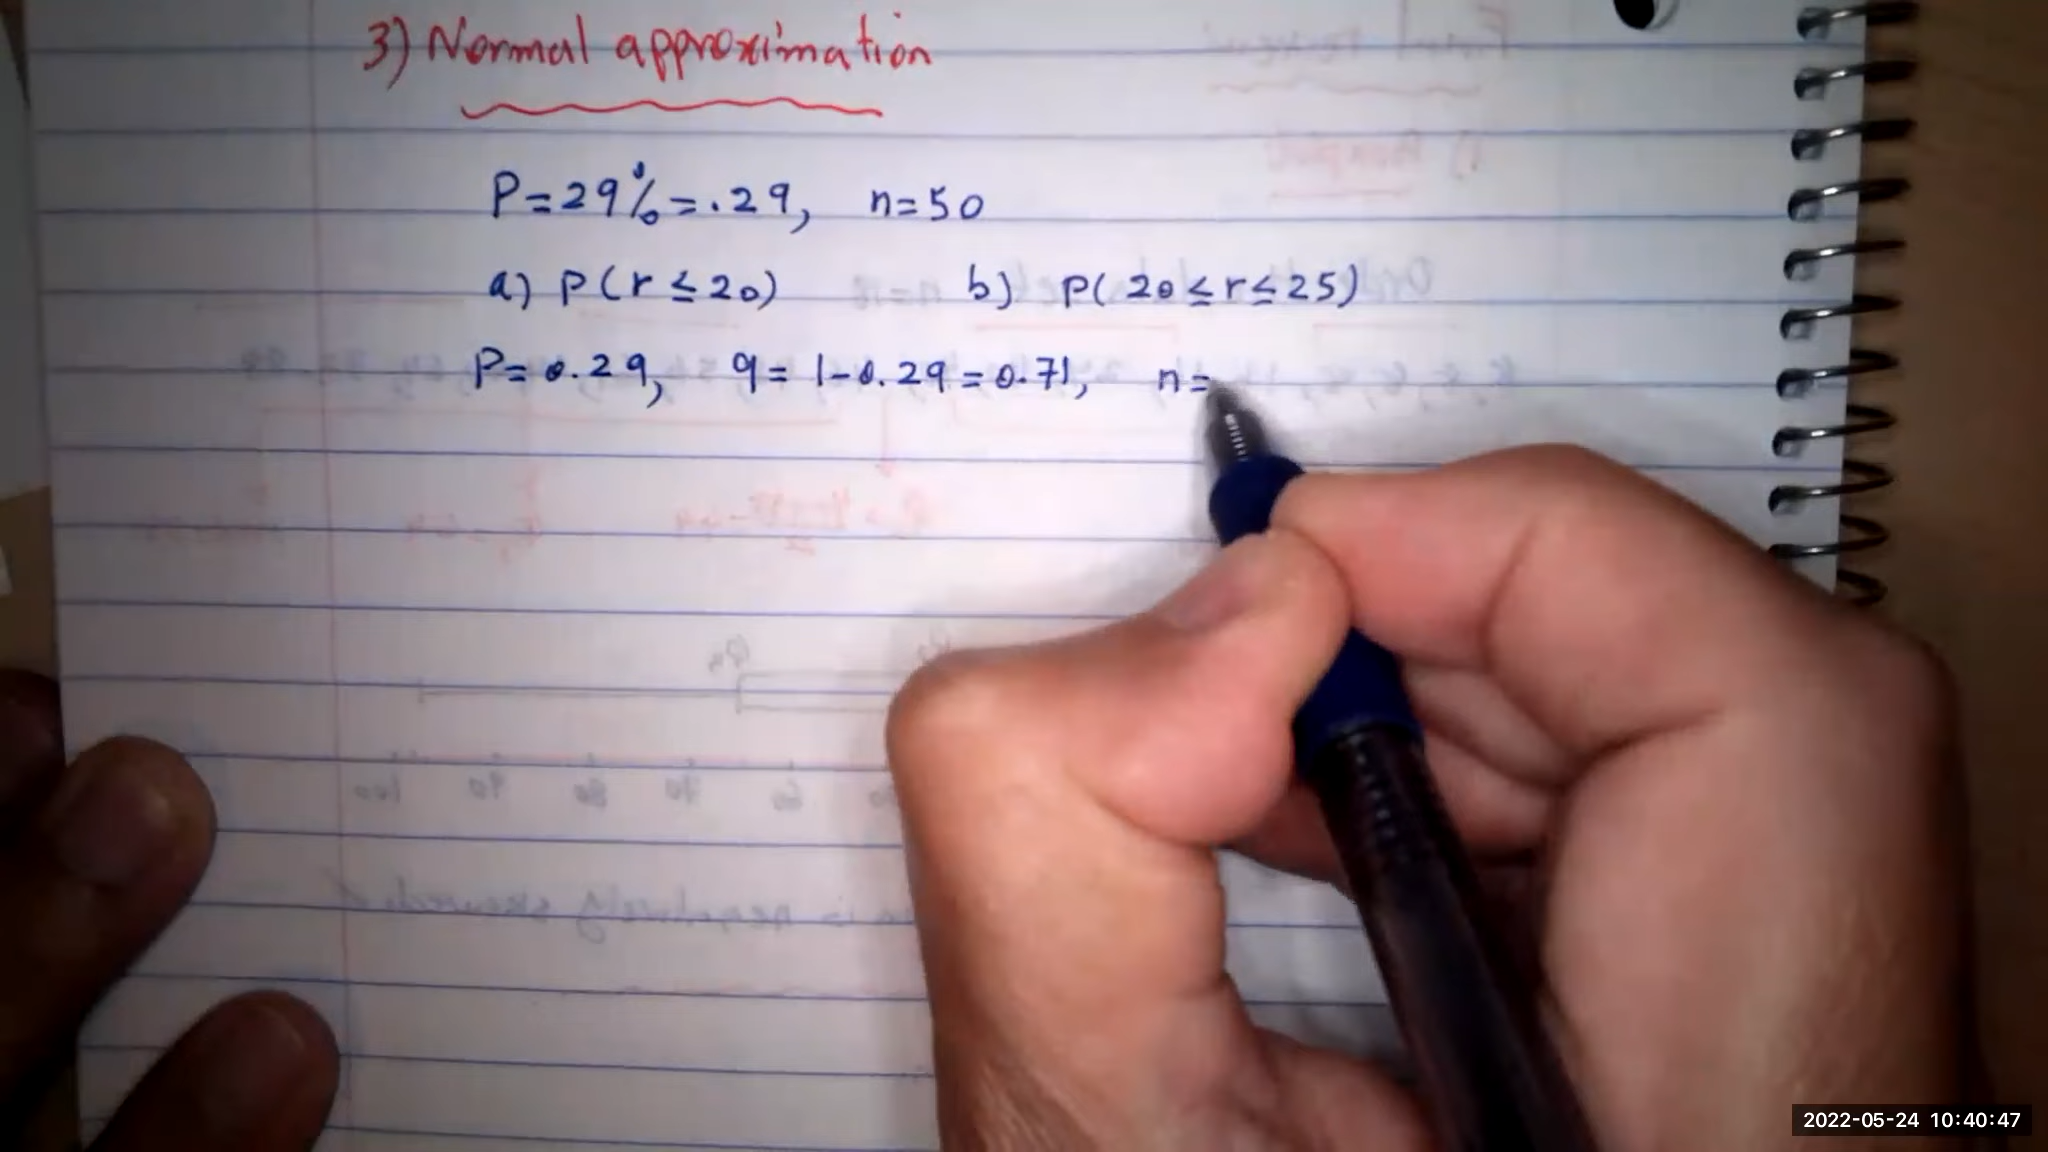 3) Normal approximation
P=29%=.29, n=50
a) P(r≤20) b) P(20≤r≤25)
P=0.29, q=1-0.29=0.71, n=
2022-05-24 10:40:47